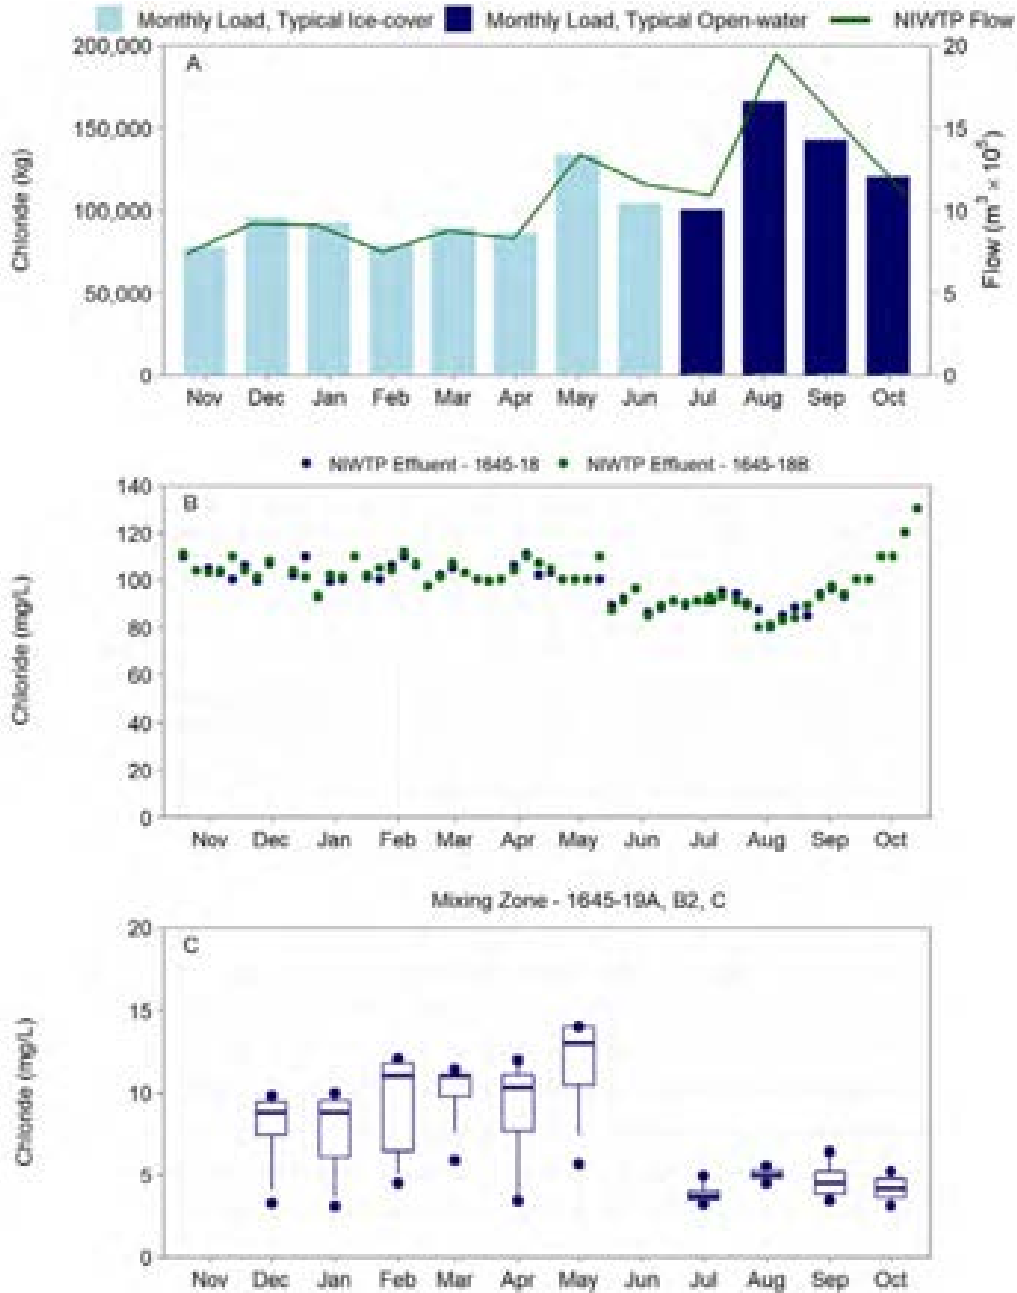 Monthly Load, Typical Ice-cover Monthly Load, Typical Open-water NIWTP Flow
A
Chloride (kg)
200,000
150,000
100,000
50,000
0
20
15
10
5
0
Flow (m³ × 10⁵)
Nov Dec Jan Feb Mar Apr May Jun Jul Aug Sep Oct
NIWTP Effluent - 1645-18 NIWTP Effluent - 1645-18B
B
Chloride (mg/L)
140
120
100
80
60
40
20
0
Nov Dec Jan Feb Mar Apr May Jun Jul Aug Sep Oct
Mixing Zone - 1645-19A, B2, C
C
Chloride (mg/L)
20
15
10
5
0
Nov Dec Jan Feb Mar Apr May Jun Jul Aug Sep Oct